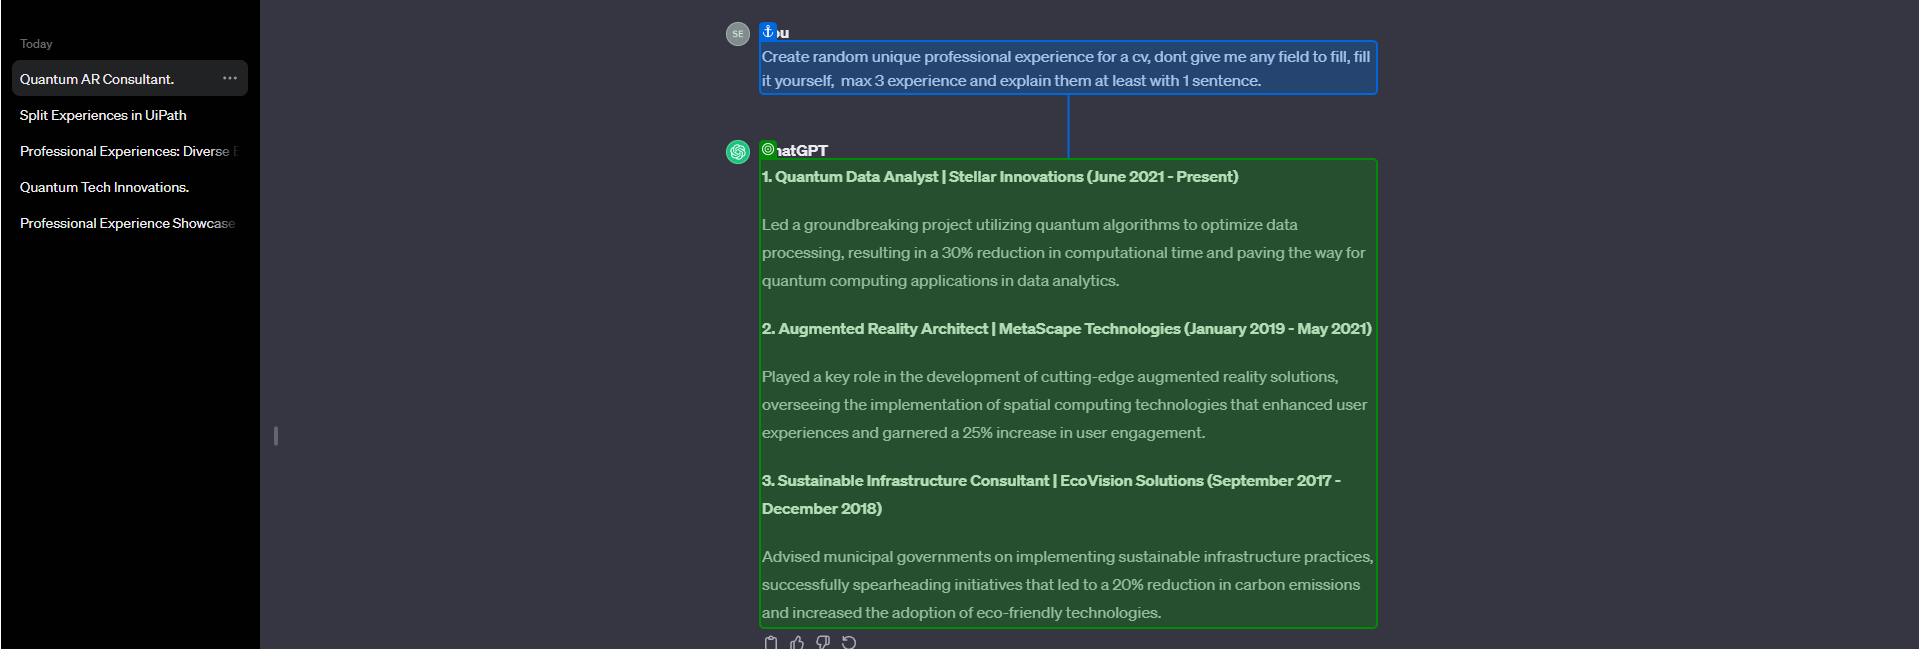 Today
Quantum AR Consultant.
Split Experiences in UiPath
Professional Experiences: Diverse
Quantum Tech Innovations.
Professional Experience Showcase
SE
ou
Create random unique professional experience for a cv, dont give me any field to fill, fill
it yourself,  max 3 experience and explain them at least with 1 sentence.
hatGPT
1. Quantum Data Analyst | Stellar Innovations (June 2021 - Present)
Led a groundbreaking project utilizing quantum algorithms to optimize data
processing, resulting in a 30% reduction in computational time and paving the way for
quantum computing applications in data analytics.
2. Augmented Reality Architect | MetaScape Technologies (January 2019 - May 2021)
Played a key role in the development of cutting-edge augmented reality solutions,
overseeing the implementation of spatial computing technologies that enhanced user
experiences and garnered a 25% increase in user engagement.
3. Sustainable Infrastructure Consultant | EcoVision Solutions (September 2017 -
December 2018)
Advised municipal governments on implementing sustainable infrastructure practices,
successfully spearheading initiatives that led to a 20% reduction in carbon emissions
and increased the adoption of eco-friendly technologies.